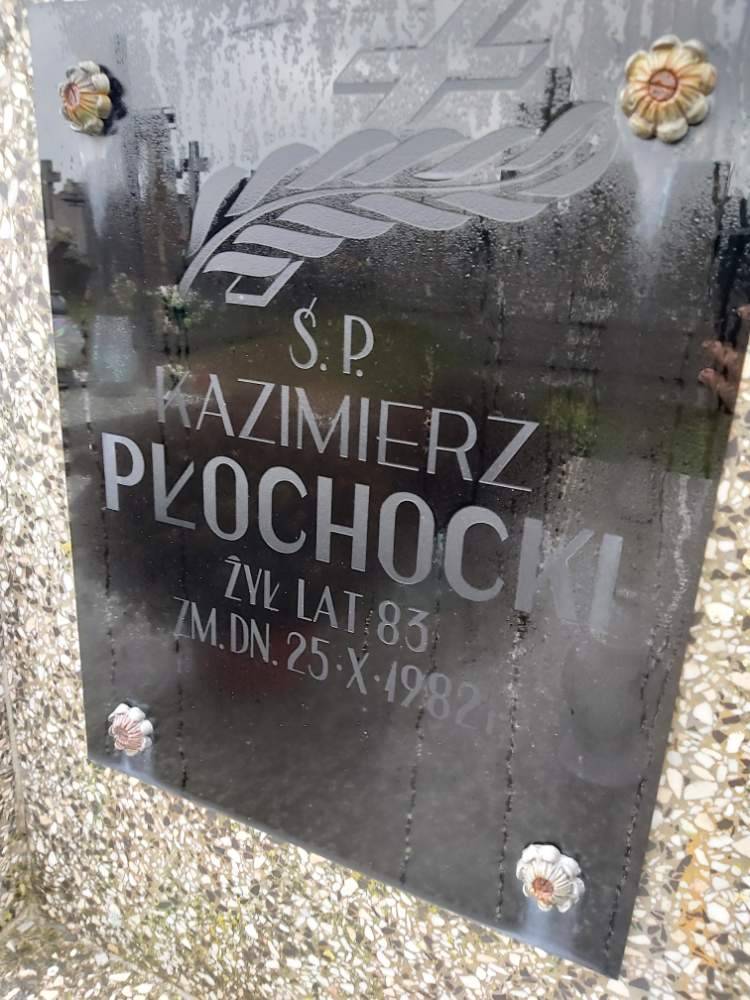 Ś.P.
KAZIMIERZ
PŁOCHOCKI
ŻYŁ LAT 83
ZM.DN. 25·X·1982 r.